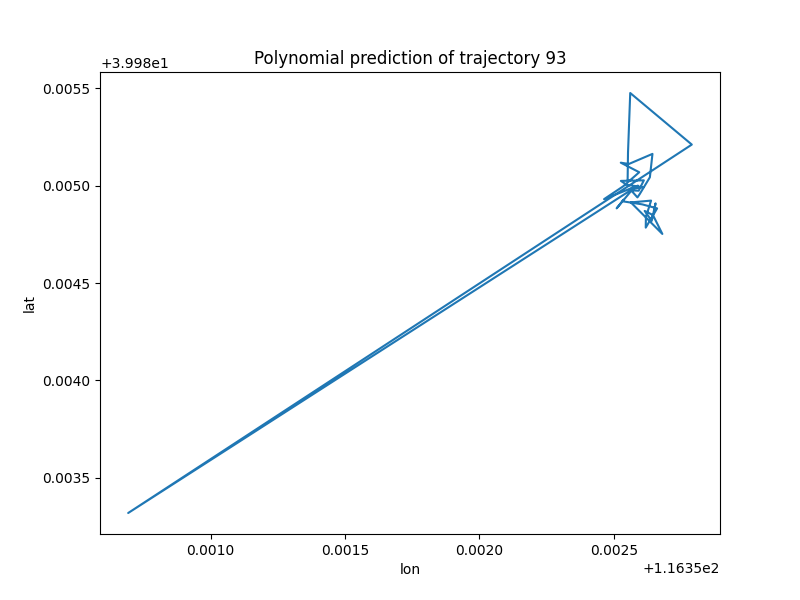 Polynomial prediction of trajectory 93
+3.998e1
0.0055
0.0050
0.0045
0.0040
0.0035
lat
0.0010 0.0015 0.0020 0.0025
lon
+1.1635e2